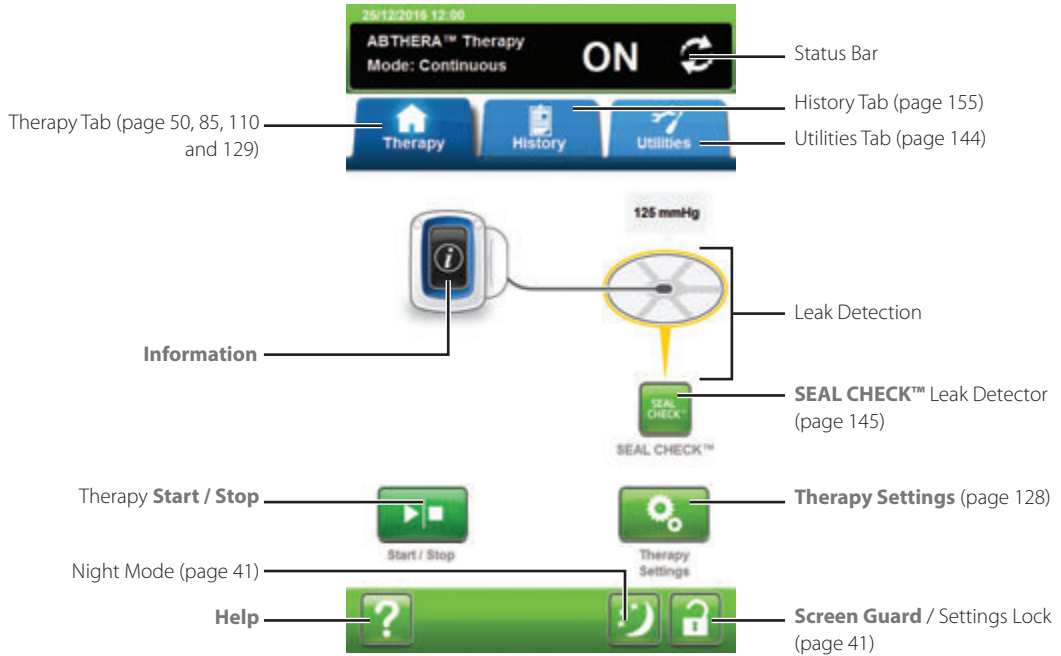 25/12/2016 12:00
ABTHERA™ Therapy
Mode: Continuous
ON
Status Bar
Therapy Tab (page 50, 85, 110
and 129)
Therapy
History
Utilities
History Tab (page 155)
Utilities Tab (page 144)
125 mmHg
i
Leak Detection
Information
SEAL
CHECK™
SEAL CHECK™
SEAL CHECK™ Leak Detector
(page 145)
Therapy Start / Stop
Start / Stop
Therapy
Settings
Therapy Settings (page 128)
Night Mode (page 41)
Help
?
Screen Guard / Settings Lock
(page 41)